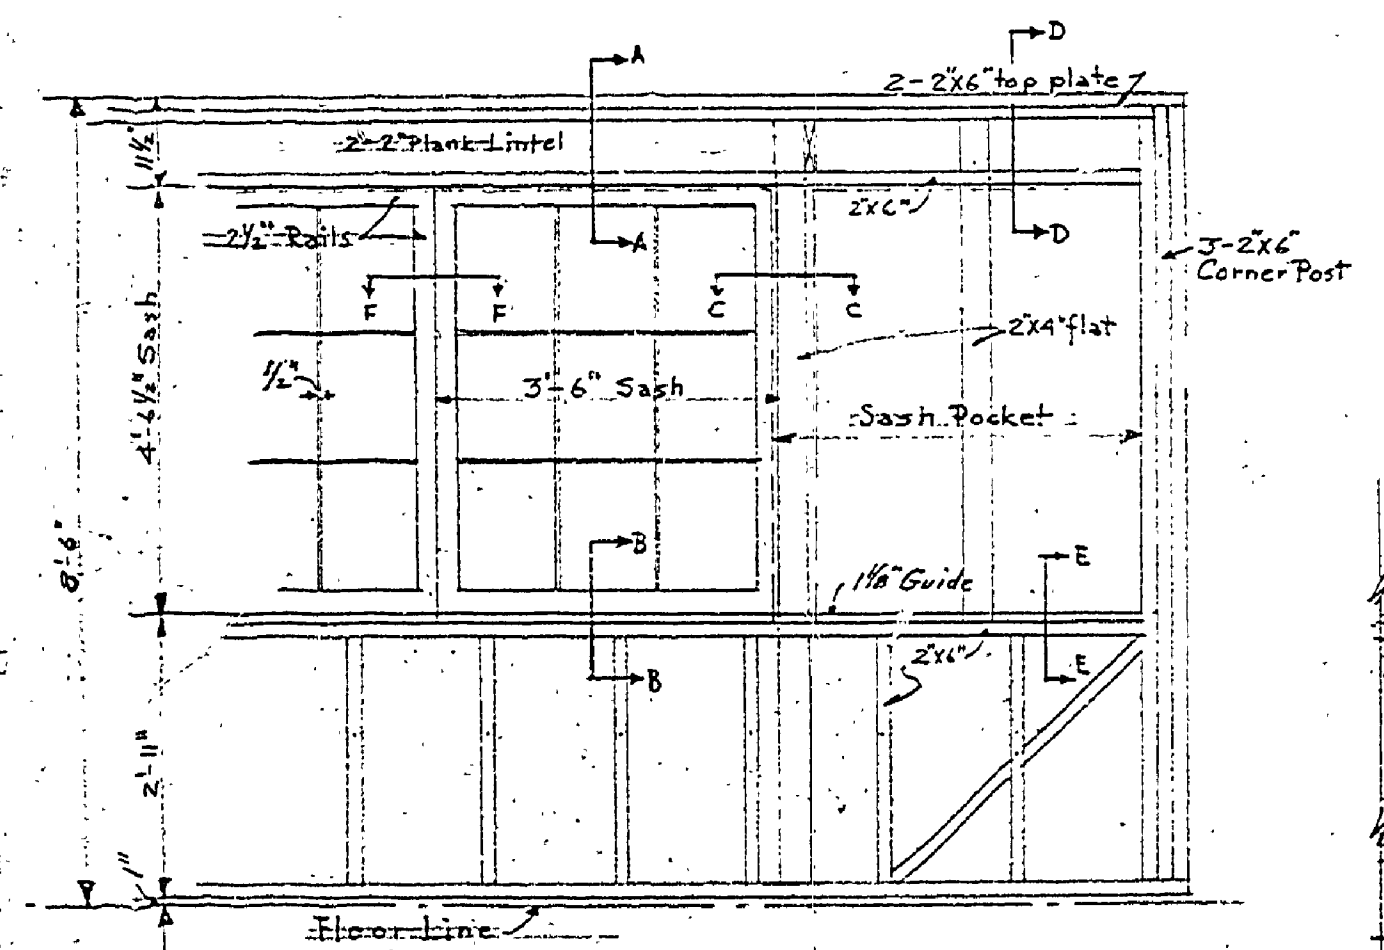 D
A
2-2"x6" top plate
11½"
2-2" Plank Lintel
2"x6"
D
2½" Rails
A
3-2"x6"
Corner Post
F F
C C
2"x4" flat
4'-6½" Sash
1/2"
3'-6" Sash
Sash Pocket
8'-6"
B
E
1⅛" Guide
2"x6"
B
E
2'-11"
1"
Floor Line